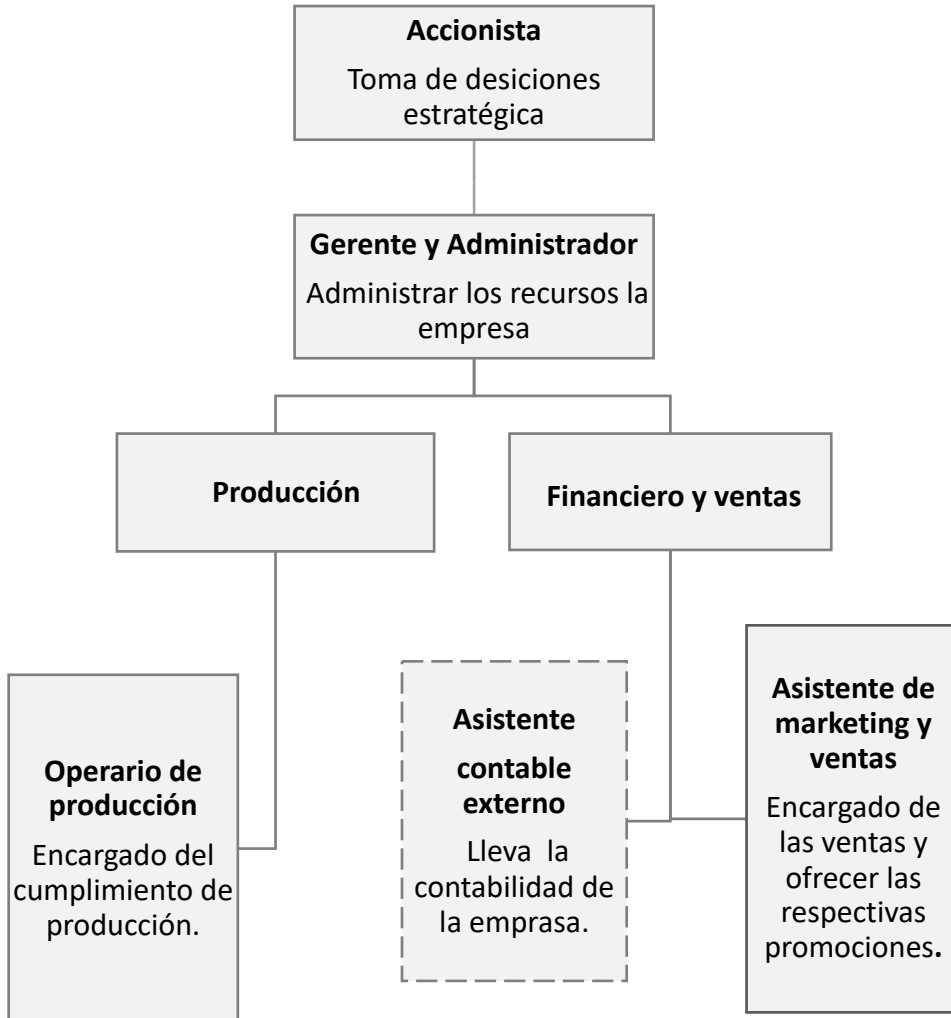 Accionista
Toma de desiciones
estratégica
Gerente y Administrador
Administrar los recursos la
empresa
Producción
Financiero y ventas
Operario de
producción
Encargado del
cumplimiento de
producción.
Asistente
contable
externo
Lleva la
contabilidad de
la emprasa.
Asistente de
marketing y
ventas
Encargado de
las ventas y
ofrecer las
respectivas
promociones.